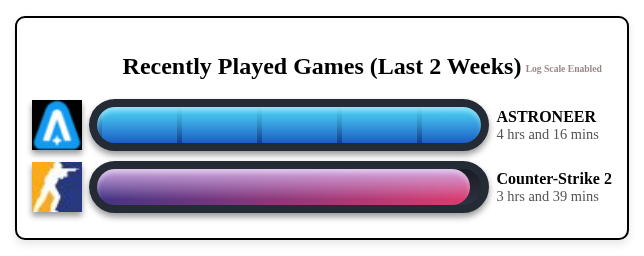 Recently Played Games (Last 2 Weeks) Log Scale Enabled
ASTRONEER
4 hrs and 16 mins
Counter-Strike 2
3 hrs and 39 mins